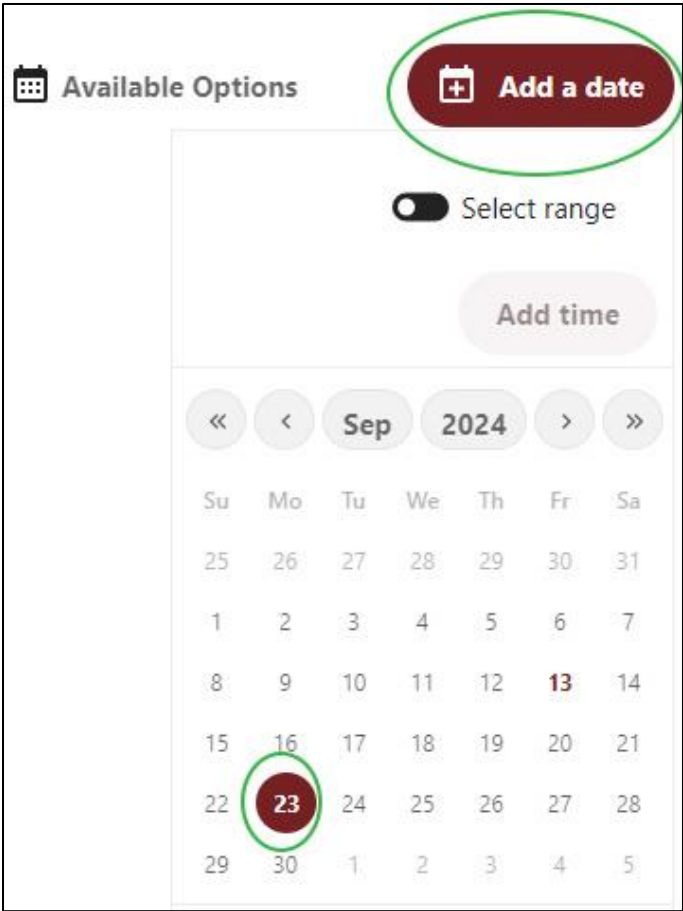 Available Options Add a date
Select range
Add time
« ‹ Sep 2024 › »
Su Mo Tu We Th Fr Sa
25 26 27 28 29 30 31
1 2 3 4 5 6 7
8 9 10 11 12 13 14
15 16 17 18 19 20 21
22 23 24 25 26 27 28
29 30 1 2 3 4 5